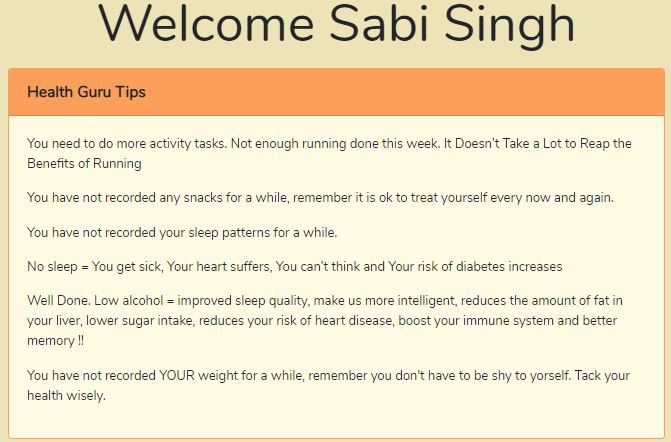 Welcome Sabi Singh
Health Guru Tips
You need to do more activity tasks. Not enough running done this week. It Doesn't Take a Lot to Reap the
Benefits of Running
You have not recorded any snacks for a while, remember it is ok to treat yourself every now and again.
You have not recorded your sleep patterns for a while.
No sleep = You get sick, Your heart suffers, You can't think and Your risk of diabetes increases
Well Done. Low alcohol = improved sleep quality, make us more intelligent, reduces the amount of fat in
your liver, lower sugar intake, reduces your risk of heart disease, boost your immune system and better
memory !!
You have not recorded YOUR weight for a while, remember you don't have to be shy to yorself. Tack your
health wisely.